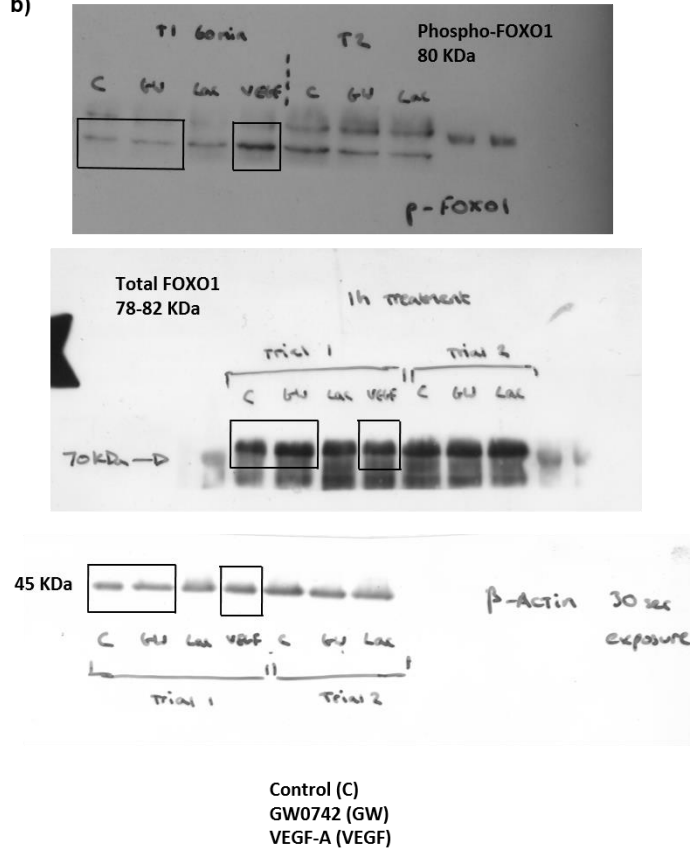 b)
T1 60min T2
Phospho-FOXO1
80 KDa
C GW Lac VEGF C GW Lac
p-FOXO1
Total FOXO1
78-82 KDa
1h Treatment
Trial 1 Trial 2
C GW Lac VEGF C GW Lac
70kDa
45 KDa
β-Actin 30 sec
exposure
C GW Lac VEGF C GW Lac
Trial 1 Trial 2
Control (C)
GW0742 (GW)
VEGF-A (VEGF)